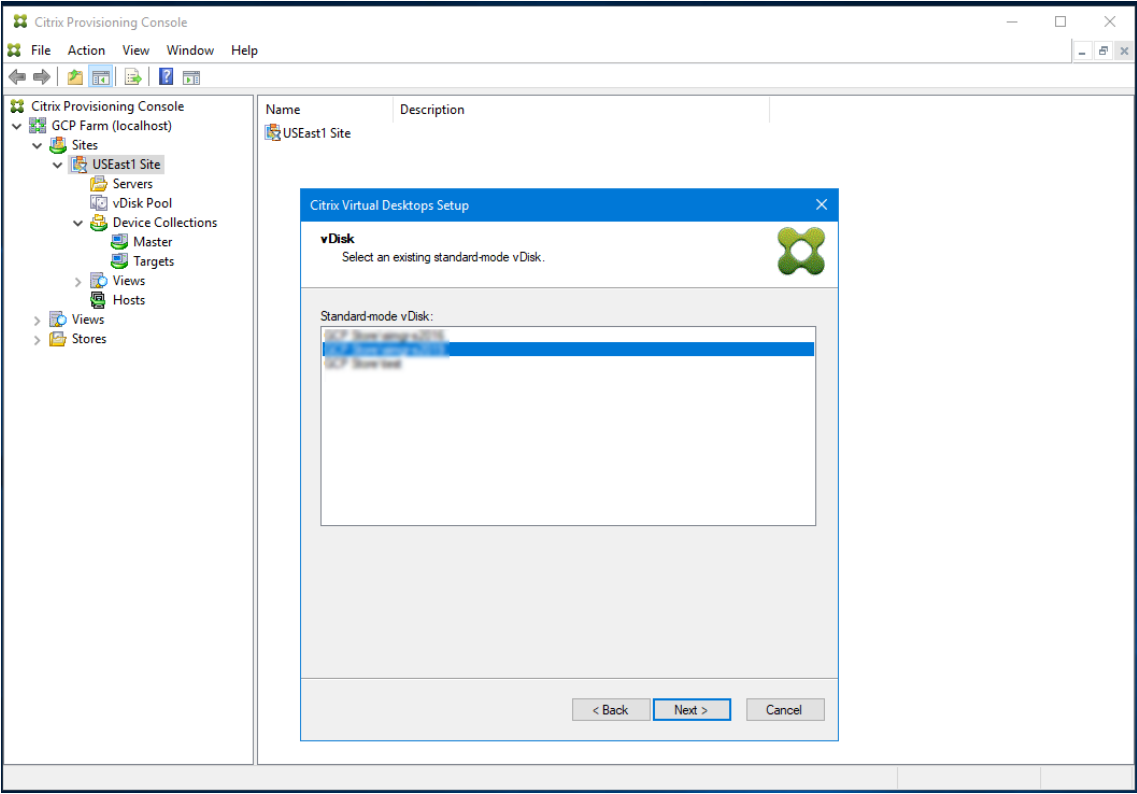 Citrix Provisioning Console
File Action View Window Help
Citrix Provisioning Console
GCP Farm (localhost)
Sites
USEast1 Site
Servers
vDisk Pool
Device Collections
Master
Targets
Views
Hosts
Views
Stores
Name Description
USEast1 Site
Citrix Virtual Desktops Setup
vDisk
Select an existing standard-mode vDisk.
Standard-mode vDisk:
< Back Next > Cancel